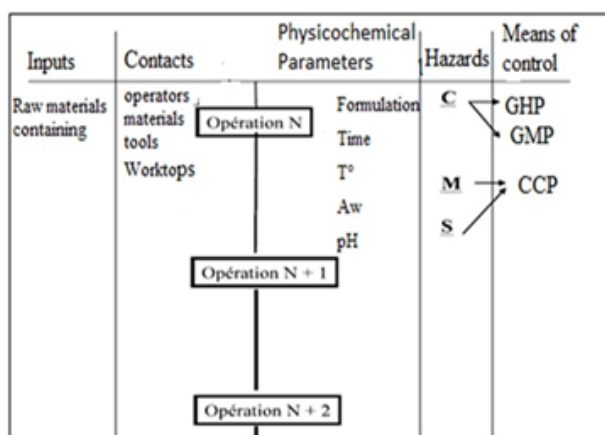 Inputs
Contacts
Physicochemical
Parameters
Hazards
Means of
control
Raw materials
containing
operators
materials
tools
Worktops
Opération N
Opération N + 1
Opération N + 2
Formulation
Time
T°
Aw
pH
C
M
S
GHP
GMP
CCP